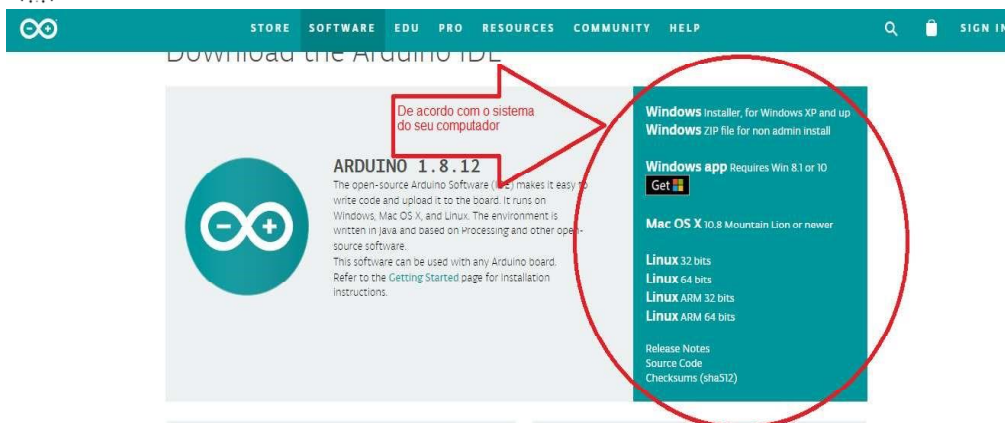 STORE SOFTWARE EDU PRO RESOURCES COMMUNITY HELP SIGN IN
Download the Arduino IDE
De acordo com o sistema
do seu computador
ARDUINO 1.8.12
The open-source Arduino Software (IDE) makes it easy to
write code and upload it to the board. It runs on
Windows, Mac OS X, and Linux. The environment is
written in Java and based on Processing and other open-
source software.
This software can be used with any Arduino board.
Refer to the Getting Started page for Installation
instructions.
Windows Installer, for Windows XP and up
Windows ZIP file for non admin install
Windows app Requires Win 8.1 or 10
Get
Mac OS X 10.8 Mountain Lion or newer
Linux 32 bits
Linux 64 bits
Linux ARM 32 bits
Linux ARM 64 bits
Release Notes
Source Code
Checksums (sha512)